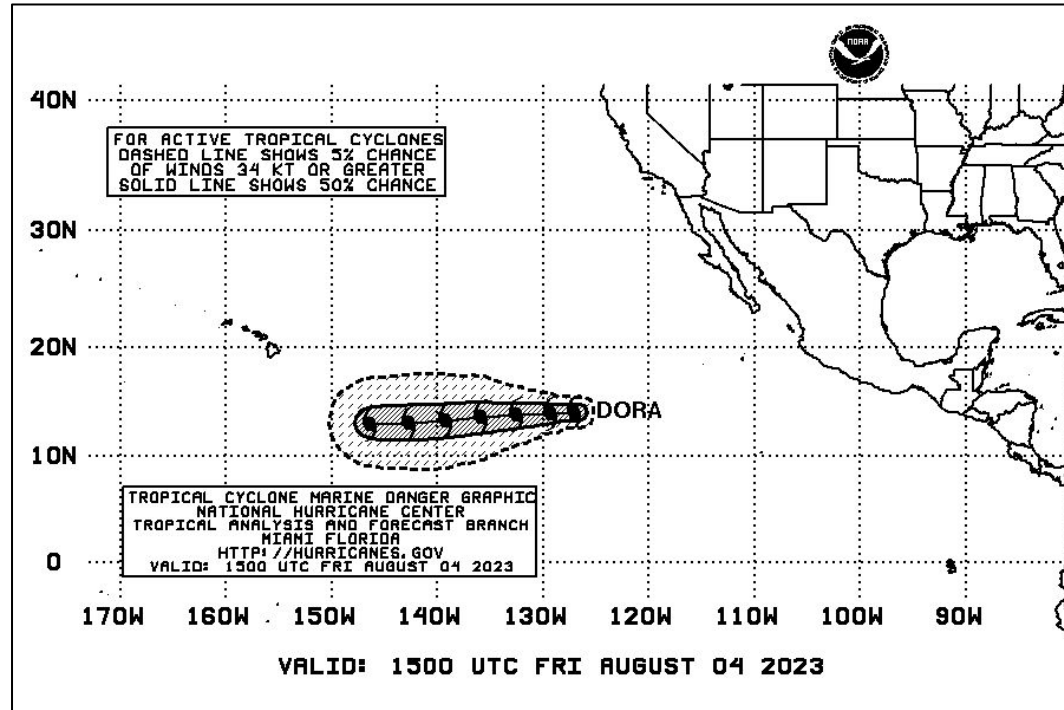 NOAA
40N
FOR ACTIVE TROPICAL CYCLONES
DASHED LINE SHOWS 5% CHANCE
OF WINDS 34 KT OR GREATER
SOLID LINE SHOWS 50% CHANCE
30N
20N
DORA
10N
TROPICAL CYCLONE MARINE DANGER GRAPHIC
NATIONAL HURRICANE CENTER
TROPICAL ANALYSIS AND FORECAST BRANCH
MIAMI FLORIDA
HTTP://HURRICANES.GOV
VALID: 1500 UTC FRI AUGUST 04 2023
0
170W 160W 150W 140W 130W 120W 110W 100W 90W
VALID: 1500 UTC FRI AUGUST 04 2023